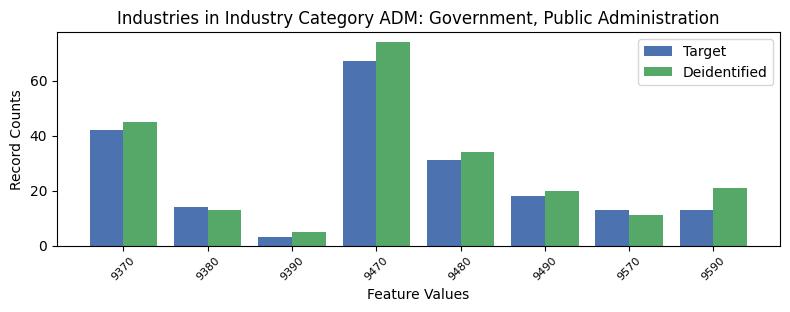 Industries in Industry Category ADM: Government, Public Administration
Target
Deidentified
Record Counts
60
40
20
0
9370 9380 9390 9470 9480 9490 9570 9590
Feature Values